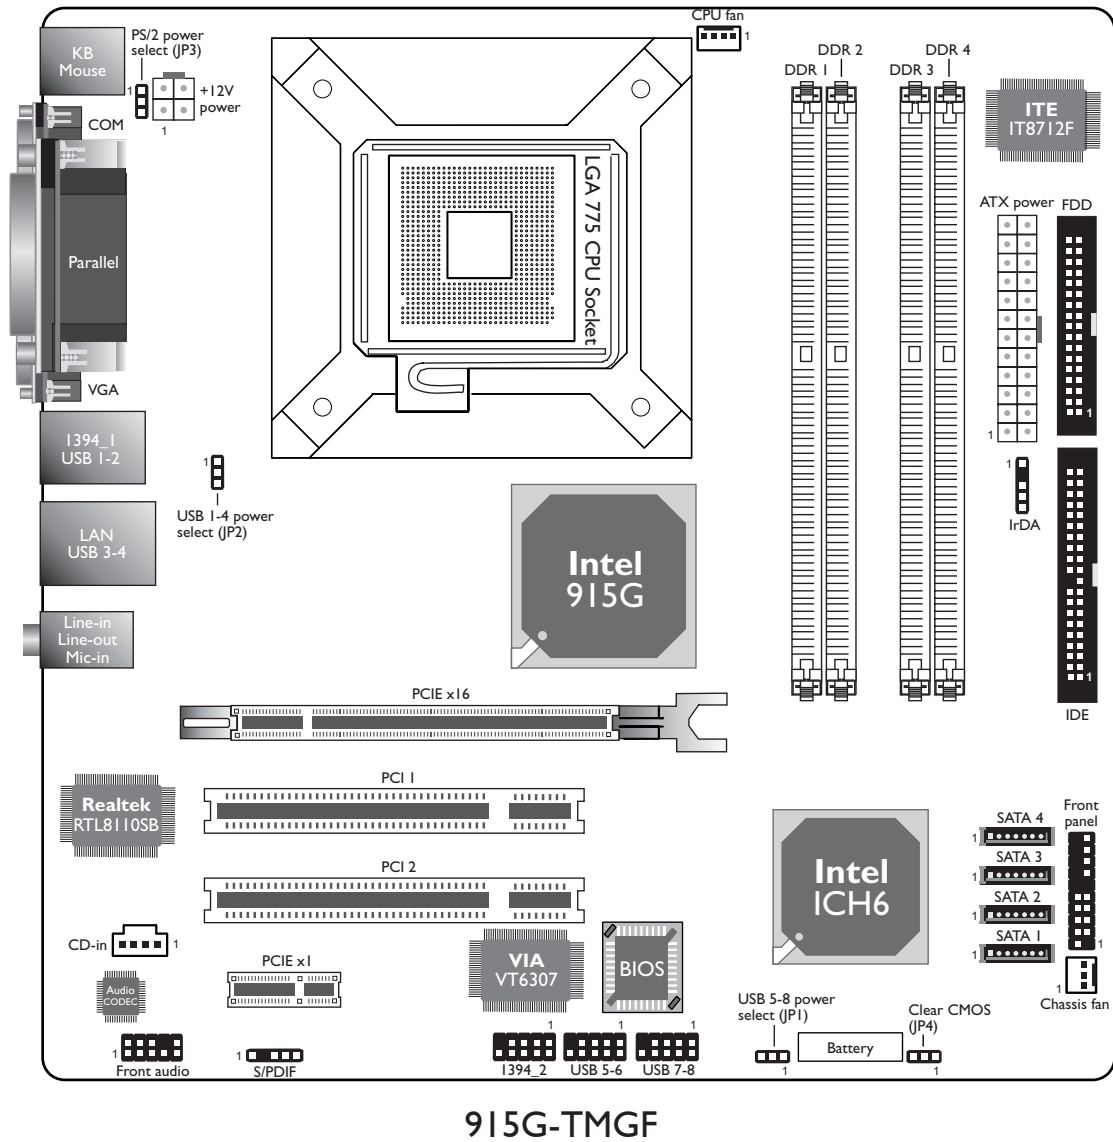 CPU fan
1
KB
Mouse
PS/2 power
select (JP3)
1
+12V
power
1
DDR 1
DDR 2
DDR 3
DDR 4
ITE
IT8712F
COM
Parallel
VGA
LGA 775 CPU Socket
ATX power
FDD
1
1
1394_1
USB 1-2
1
USB 1-4 power
select (JP2)
LAN
USB 3-4
1
IrDA
Intel
915G
Line-in
Line-out
Mic-in
1
IDE
PCIE x16
PCI 1
Realtek
RTL8110SB
PCI 2
Intel
ICH6
SATA 4
1
SATA 3
1
SATA 2
1
SATA 1
1
Front
panel
1
CD-in
1
PCIE x1
VIA
VT6307
BIOS
Audio
CODEC
1
Chassis fan
USB 5-8 power
select (JP1)
1
Clear CMOS
(JP4)
1
Battery
1
Front audio
1
S/PDIF
1
1394_2
1
USB 5-6
1
USB 7-8
915G-TMGF